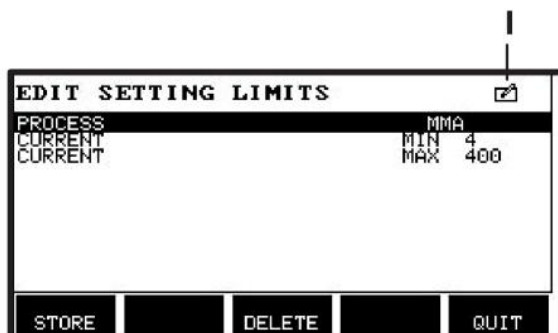 I
EDIT SETTING LIMITS
PROCESS MMA
CURRENT MIN 4
CURRENT MAX 400
STORE DELETE QUIT